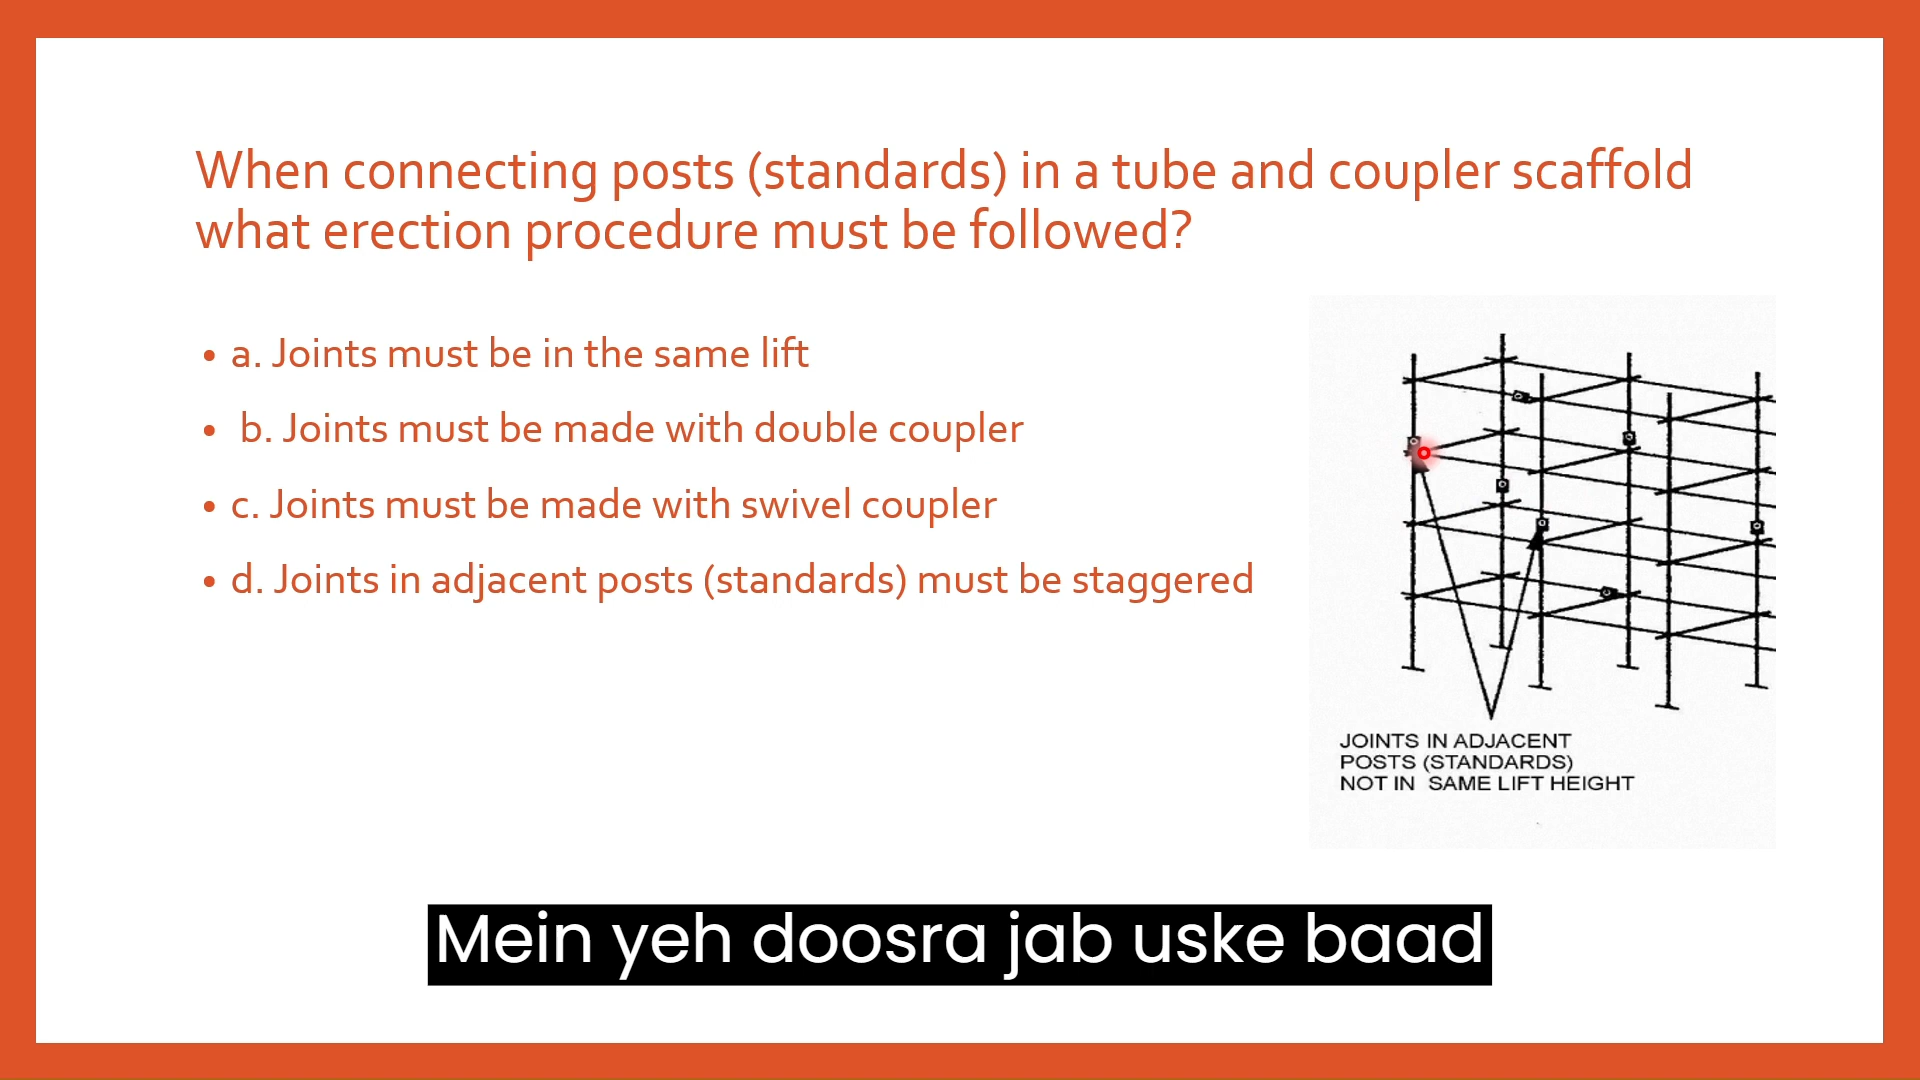 When connecting posts (standards) in a tube and coupler scaffold
what erection procedure must be followed?
• a. Joints must be in the same lift
• b. Joints must be made with double coupler
• c. Joints must be made with swivel coupler
• d. Joints in adjacent posts (standards) must be staggered
JOINTS IN ADJACENT
POSTS (STANDARDS)
NOT IN SAME LIFT HEIGHT
Mein yeh doosra jab uske baad